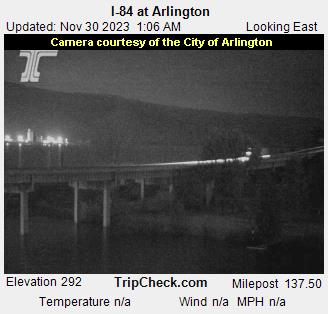 I-84 at Arlington
Updated: Nov 30 2023 1:06 AM Looking East
Camera courtesy of the City of Arlington
Elevation 292 TripCheck.com Milepost 137.50
Temperature n/a Wind n/a MPH n/a